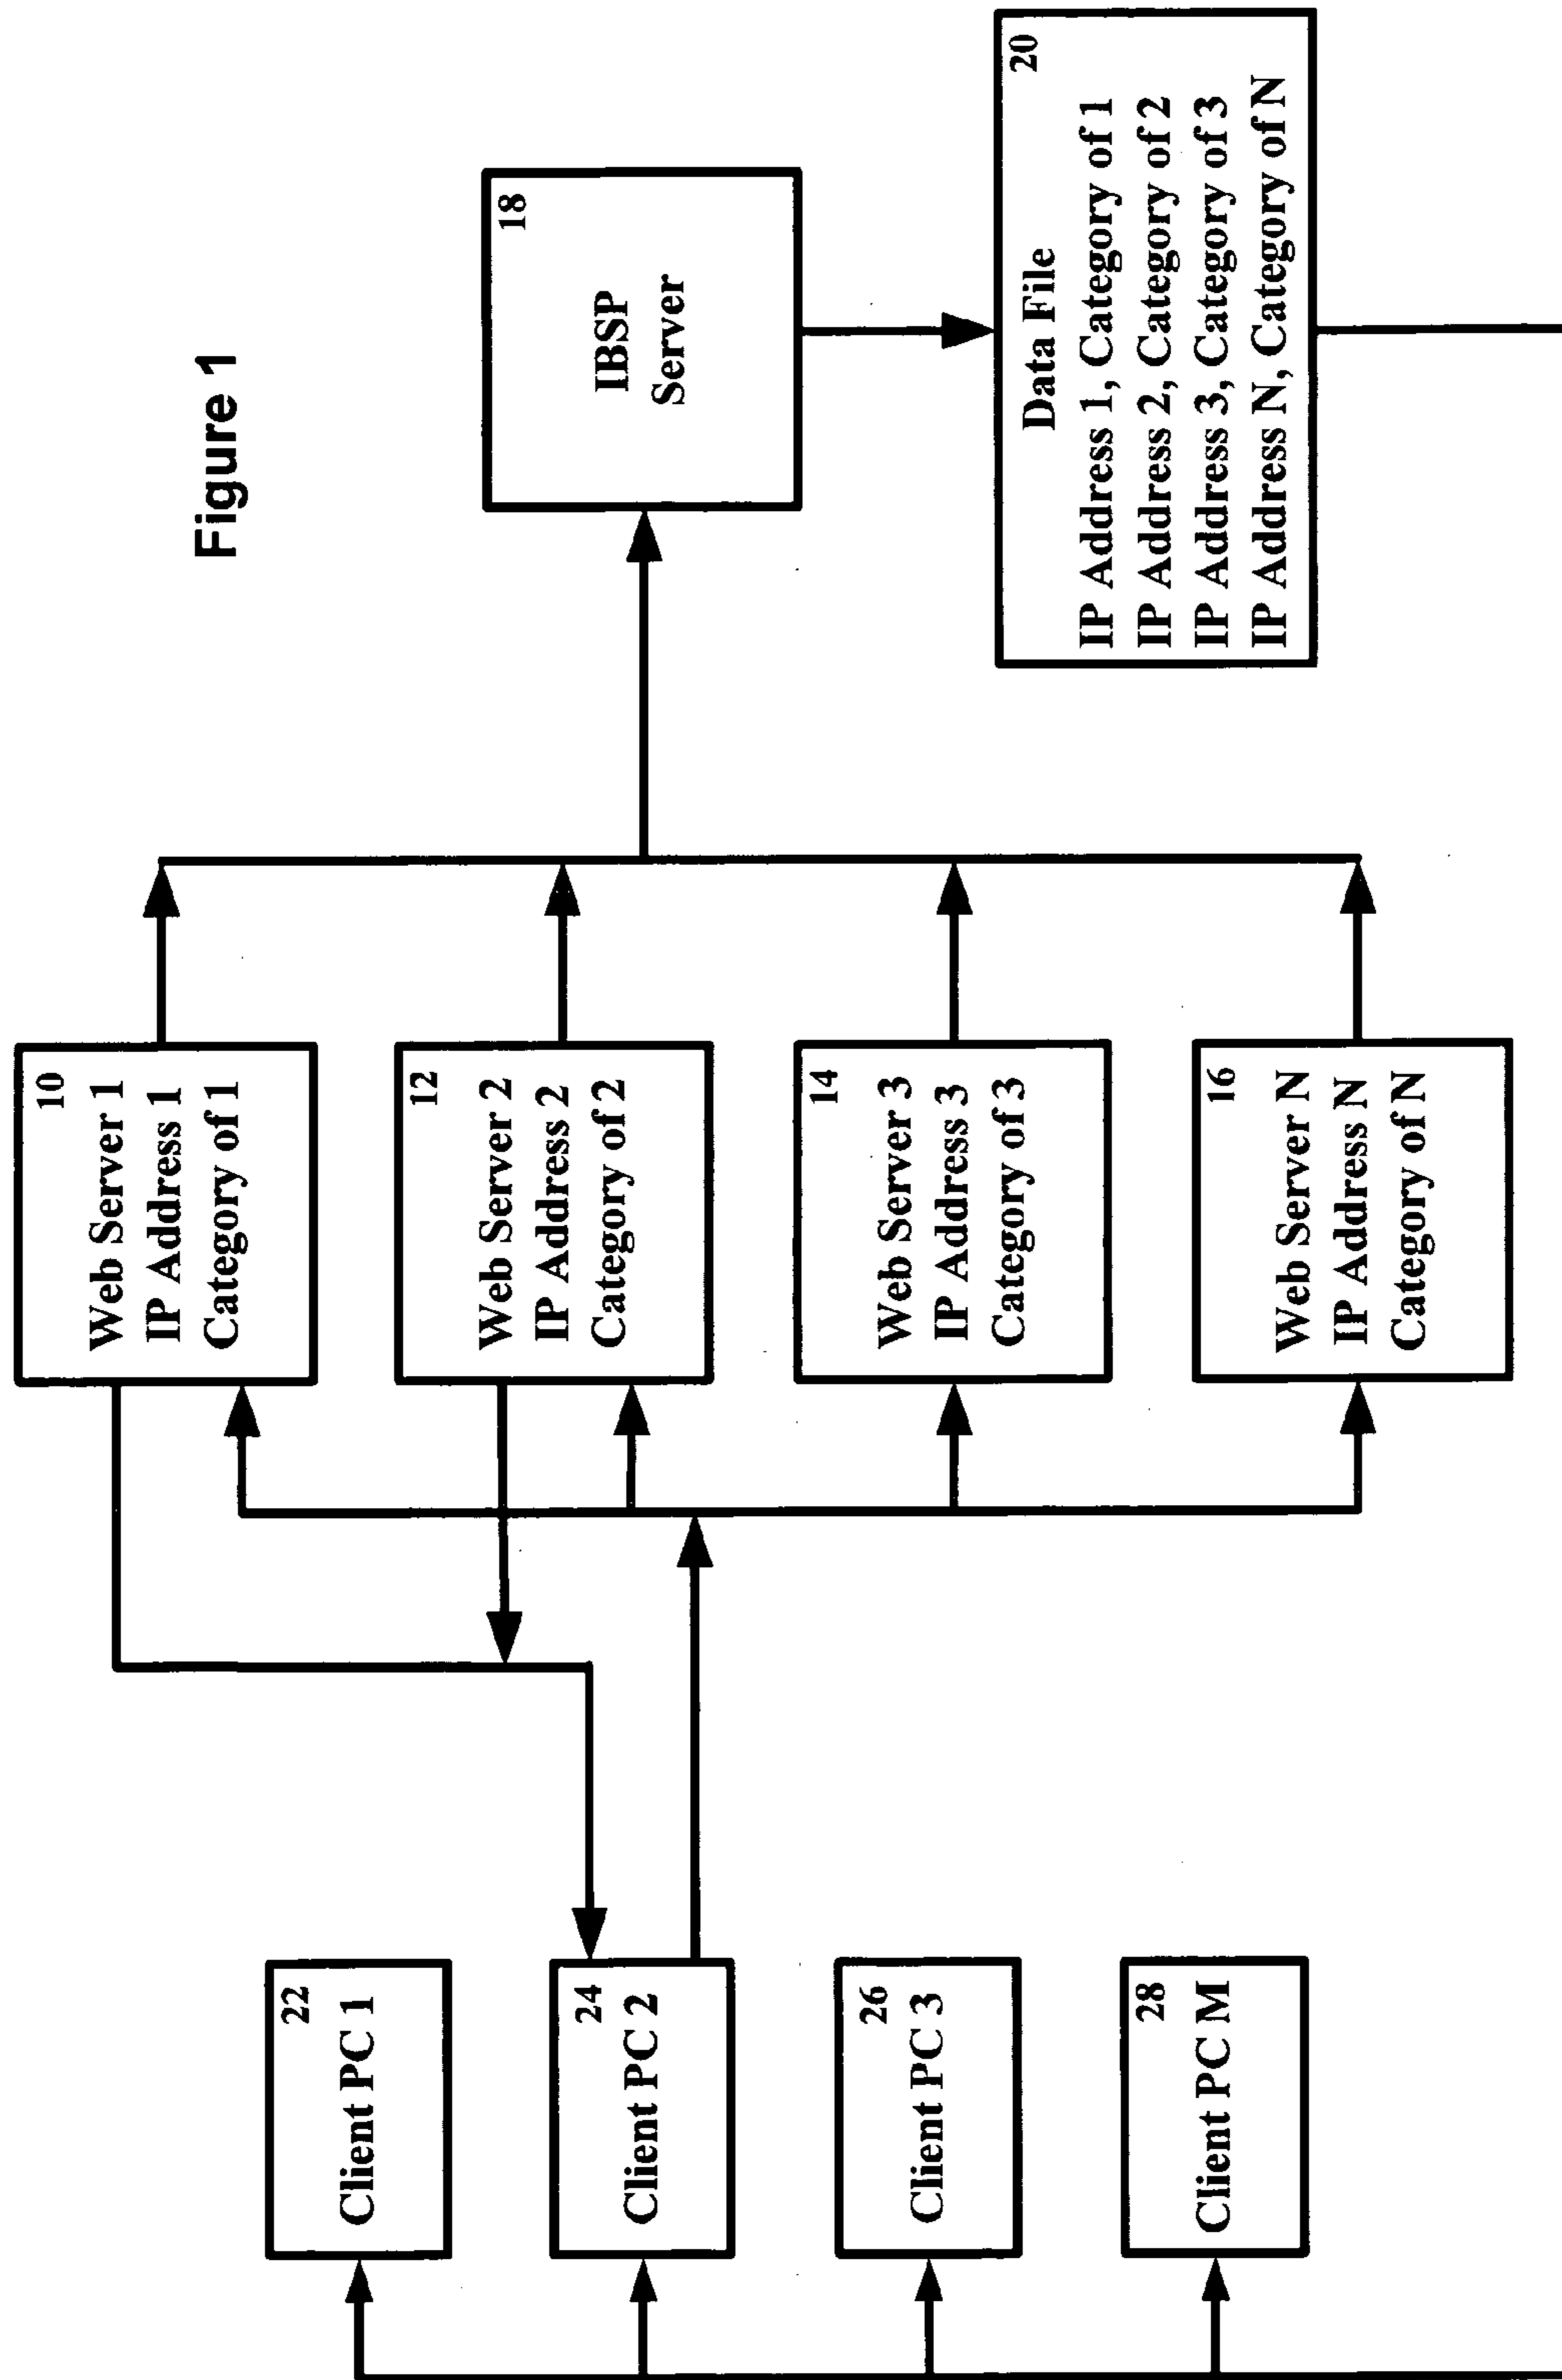 Figure 1
22
Client PC 1
24
Client PC 2
26
Client PC 3
28
Client PC M
10
Web Server 1
IP Address 1
Category of 1
12
Web Server 2
IP Address 2
Category of 2
14
Web Server 3
IP Address 3
Category of 3
16
Web Server N
IP Address N
Category of N
18
IBSP
Server
20
Data File
IP Address 1, Category of 1
IP Address 2, Category of 2
IP Address 3, Category of 3
IP Address N, Category of N